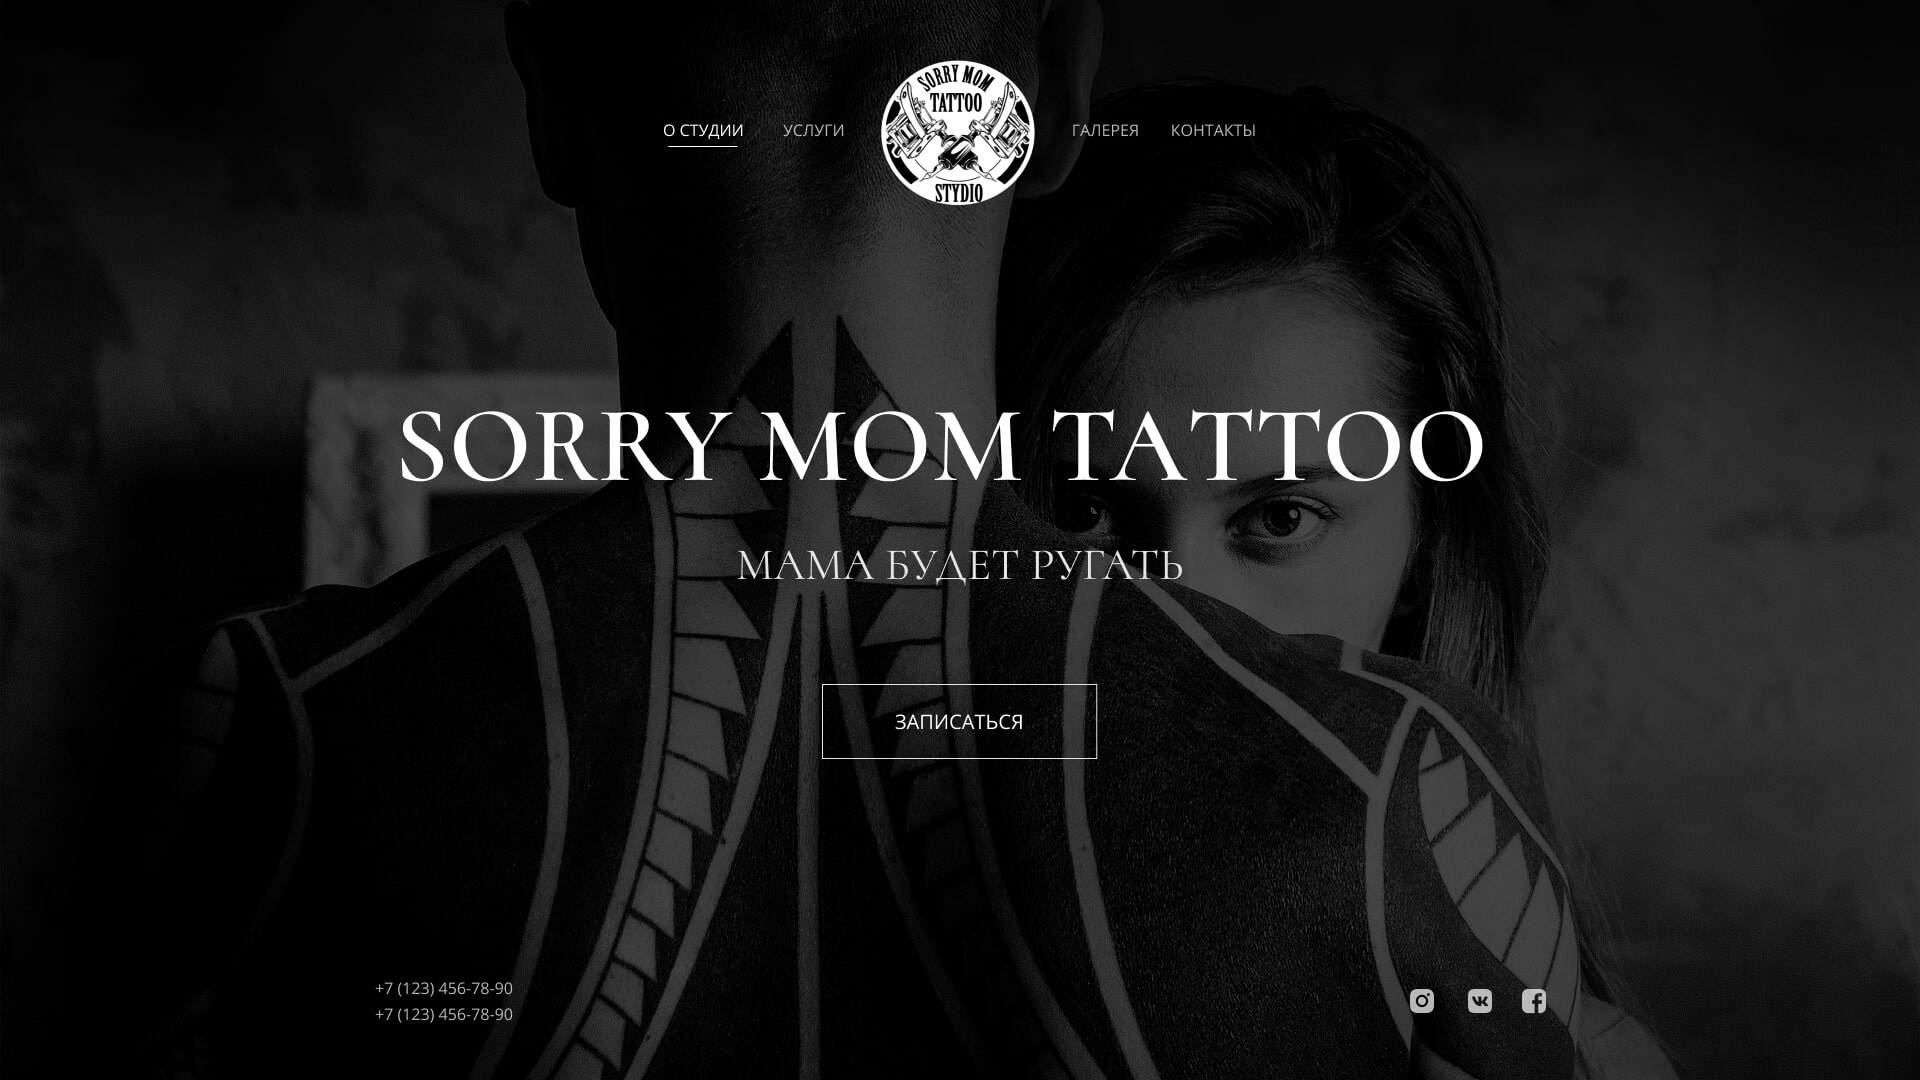 О СТУДИИ
УСЛУГИ
SORRY MOM
TATTOO
STYDIO
ГАЛЕРЕЯ
КОНТАКТЫ
SORRY MOM TATTOO
МАМА БУДЕТ РУГАТЬ
ЗАПИСАТЬСЯ
+7 (123) 456-78-90
+7 (123) 456-78-90